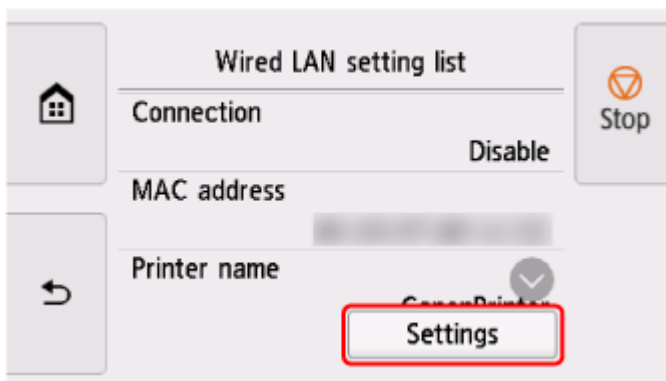 Wired LAN setting list
Stop
Connection
Disable
MAC address
Printer name
Settings